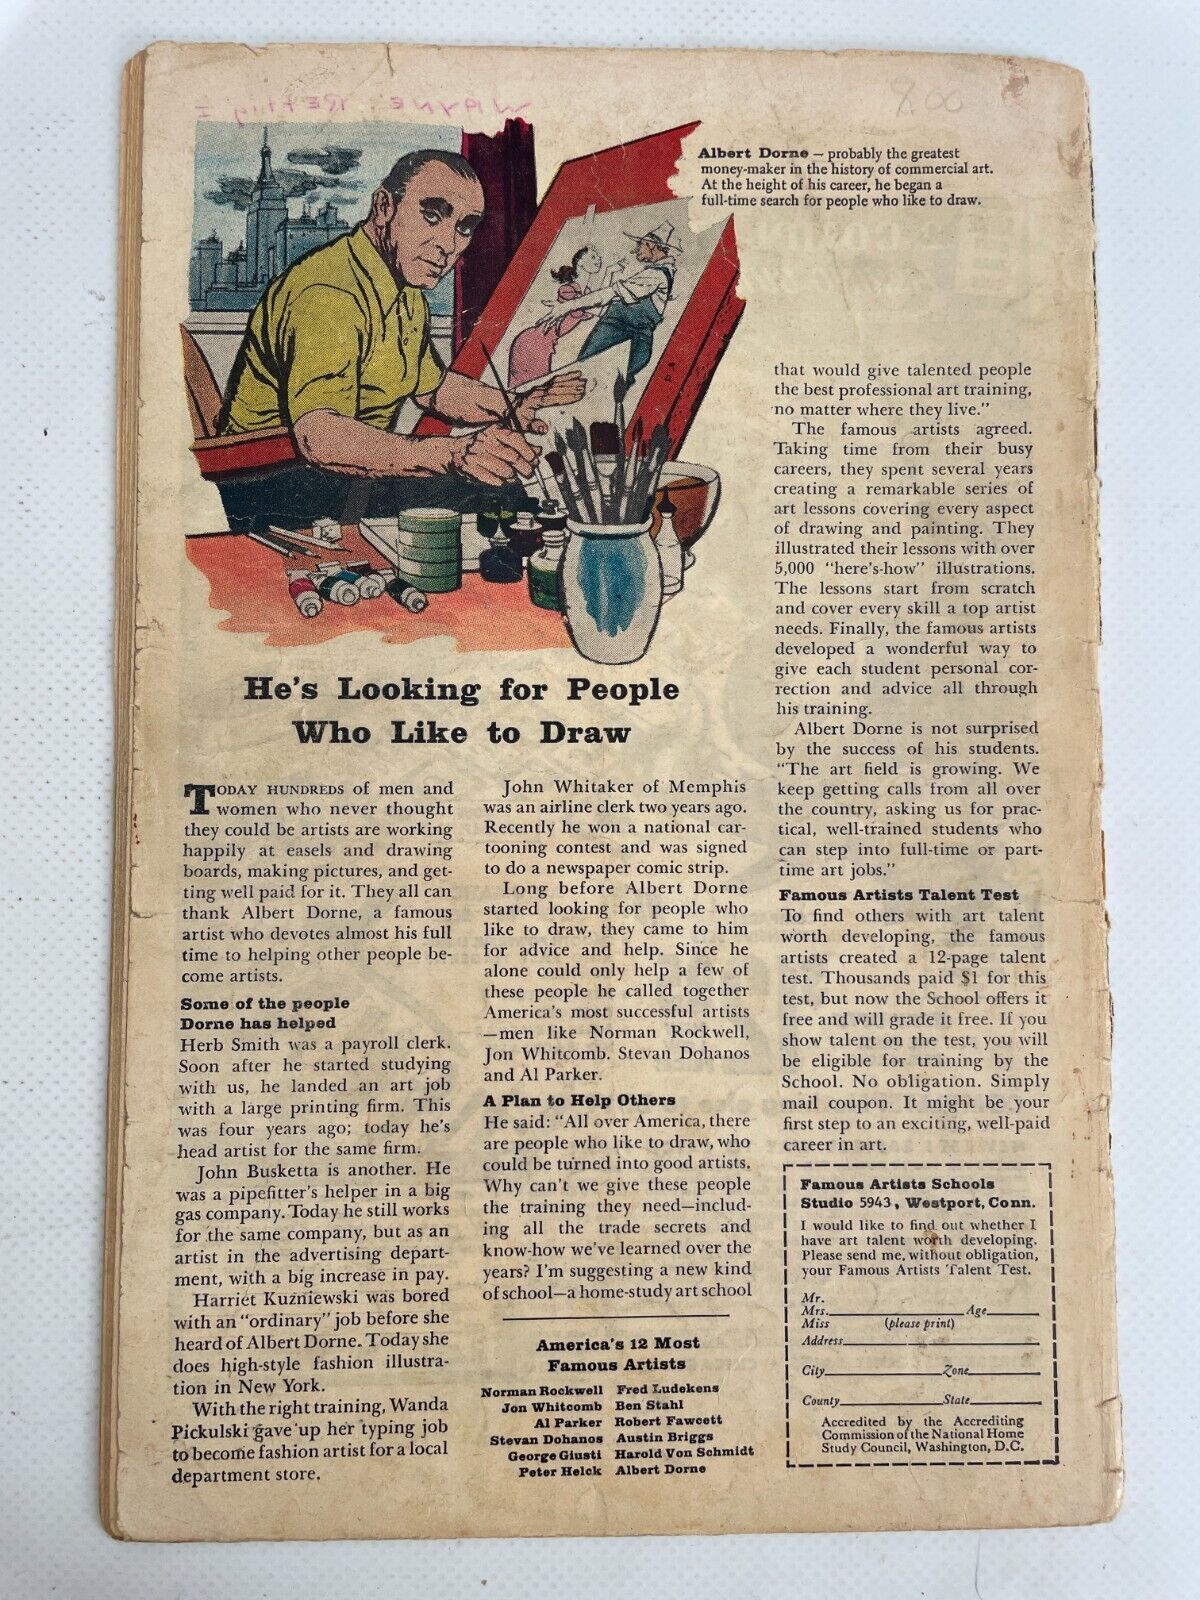 8.00
Albert Dorne — probably the greatest
money-maker in the history of commercial art.
At the height of his career, he began a
full-time search for people who like to draw.
He's Looking for People
Who Like to Draw
TODAY HUNDREDS of men and
women who never thought
they could be artists are working
happily at easels and drawing
boards, making pictures, and get-
ting well paid for it. They all can
thank Albert Dorne, a famous
artist who devotes almost his full
time to helping other people be-
come artists.
Some of the people
Dorne has helped
Herb Smith was a payroll clerk.
Soon after he started studying
with us, he landed an art job
with a large printing firm. This
was four years ago; today he's
head artist for the same firm.
John Busketta is another. He
was a pipefitter's helper in a big
gas company. Today he still works
for the same company, but as an
artist in the advertising depart-
ment, with a big increase in pay.
Harriet Kuzniewski was bored
with an "ordinary" job before she
heard of Albert Dorne. Today she
does high-style fashion illustra-
tion in New York.
With the right training, Wanda
Pickulski gave up her typing job
to become fashion artist for a local
department store.
John Whitaker of Memphis
was an airline clerk two years ago.
Recently he won a national car-
tooning contest and was signed
to do a newspaper comic strip.
Long before Albert Dorne
started looking for people who
like to draw, they came to him
for advice and help. Since he
alone could only help a few of
these people he called together
America's most successful artists
—men like Norman Rockwell,
Jon Whitcomb. Stevan Dohanos
and Al Parker.
A Plan to Help Others
He said: "All over America, there
are people who like to draw, who
could be turned into good artists.
Why can't we give these people
the training they need—includ-
ing all the trade secrets and
know-how we've learned over the
years? I'm suggesting a new kind
of school—a home-study art school
America's 12 Most
Famous Artists
Norman Rockwell Fred Ludekens
Jon Whitcomb Ben Stahl
Al Parker Robert Fawcett
Stevan Dohanos Austin Briggs
George Giusti Harold Von Schmidt
Peter Helck Albert Dorne
that would give talented people
the best professional art training,
no matter where they live."
The famous artists agreed.
Taking time from their busy
careers, they spent several years
creating a remarkable series of
art lessons covering every aspect
of drawing and painting. They
illustrated their lessons with over
5,000 "here's-how" illustrations.
The lessons start from scratch
and cover every skill a top artist
needs. Finally, the famous artists
developed a wonderful way to
give each student personal cor-
rection and advice all through
his training.
Albert Dorne is not surprised
by the success of his students.
"The art field is growing. We
keep getting calls from all over
the country, asking us for prac-
tical, well-trained students who
can step into full-time or part-
time art jobs."
Famous Artists Talent Test
To find others with art talent
worth developing, the famous
artists created a 12-page talent
test. Thousands paid $1 for this
test, but now the School offers it
free and will grade it free. If you
show talent on the test, you will
be eligible for training by the
School. No obligation. Simply
mail coupon. It might be your
first step to an exciting, well-paid
career in art.
Famous Artists Schools
Studio 5943, Westport, Conn.
I would like to find out whether I
have art talent worth developing.
Please send me, without obligation,
your Famous Artists Talent Test.
Mr.
Mrs. Age
Miss (please print)
Address
City Zone
County State
Accredited by the Accrediting
Commission of the National Home
Study Council, Washington, D.C.